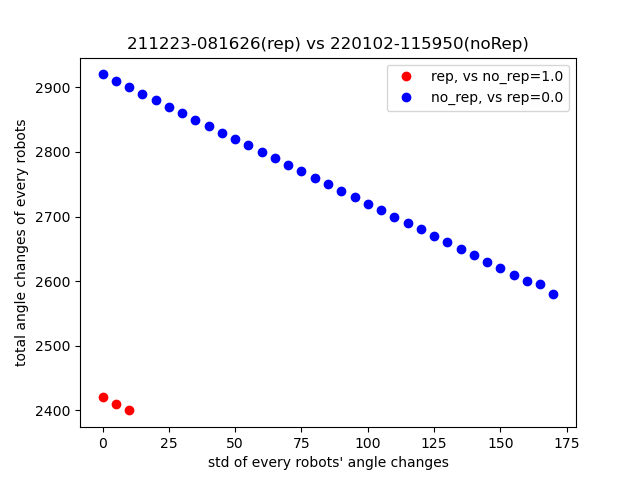 211223-081626(rep) vs 220102-115950(noRep)
rep, vs no_rep=1.0
no_rep, vs rep=0.0
total angle changes of every robots
2900
2800
2700
2600
2500
2400
0 25 50 75 100 125 150 175
std of every robots' angle changes